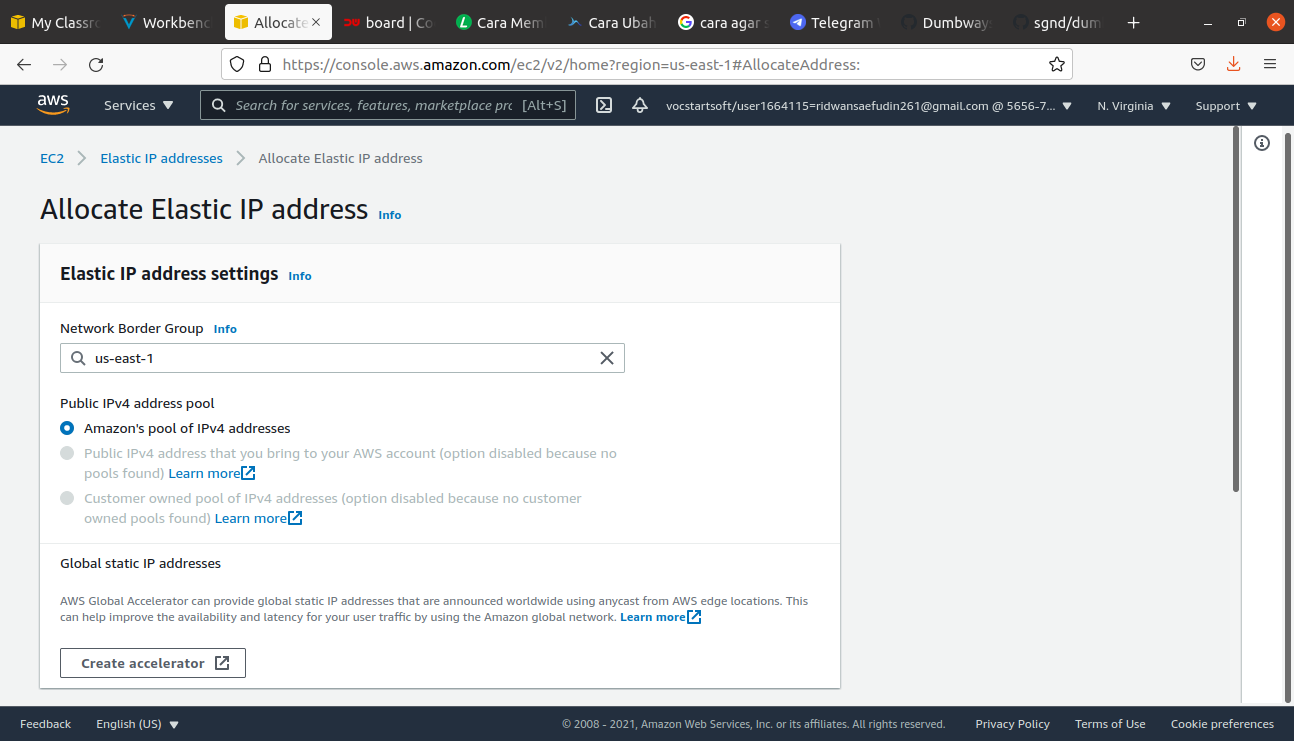 My Classro
Workbenc
Allocate
board | Co
Cara Mem
Cara Ubah
cara agar s
Telegram
Dumbways
sgnd/dum
https://console.aws.amazon.com/ec2/v2/home?region=us-east-1#AllocateAddress:
aws
Services
Search for services, features, marketplace prc
[Alt+S]
vocstartsoft/user1664115=ridwansaefudin261@gmail.com @ 5656-7...
N. Virginia
Support
EC2
Elastic IP addresses
Allocate Elastic IP address
Allocate Elastic IP address Info
Elastic IP address settings Info
Network Border Group Info
us-east-1
Public IPv4 address pool
Amazon's pool of IPv4 addresses
Public IPv4 address that you bring to your AWS account (option disabled because no
pools found) Learn more
Customer owned pool of IPv4 addresses (option disabled because no customer
owned pools found) Learn more
Global static IP addresses
AWS Global Accelerator can provide global static IP addresses that are announced worldwide using anycast from AWS edge locations. This
can help improve the availability and latency for your user traffic by using the Amazon global network. Learn more
Create accelerator
Feedback
English (US)
© 2008 - 2021, Amazon Web Services, Inc. or its affiliates. All rights reserved.
Privacy Policy
Terms of Use
Cookie preferences